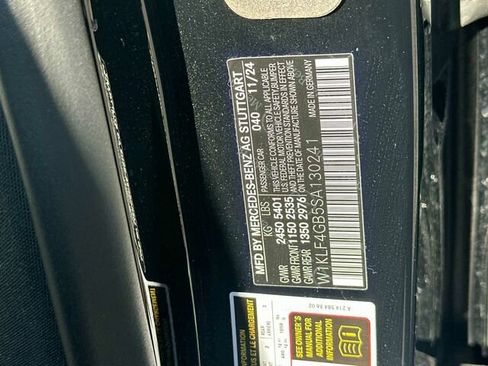 MFD BY MERCEDES-BENZ AG STUTTGART
PASSENGER CAR 040 11/24
KG LBS
THIS VEHICLE CONFORMS TO ALL APPLICABLE
GVWR 2450 5401
FEDERAL MOTOR VEHICLE SAFETY/BUMPER
GAWR FRONT 1150 2535
AND THEFT PREVENTION STANDARDS IN EFFECT
GAWR REAR 1350 2976
ON THE DATE OF MANUFACTURE SHOWN ABOVE
W1KLF4GB5SA130241
MADE IN GERMANY
SEE OWNER'S
MANUAL FOR
ADDITIONAL
INFORMATION
LE CHARGEMENT